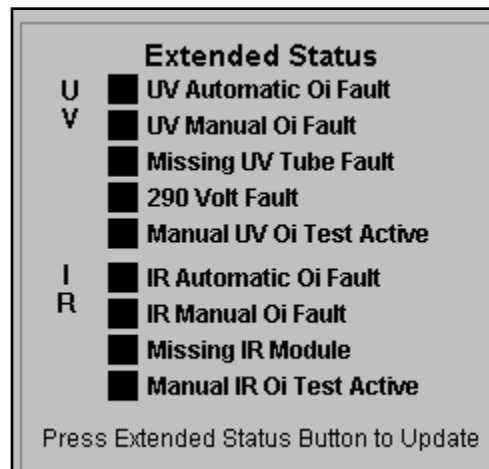 Extended Status
U V
UV Automatic Oi Fault
UV Manual Oi Fault
Missing UV Tube Fault
290 Volt Fault
Manual UV Oi Test Active
I R
IR Automatic Oi Fault
IR Manual Oi Fault
Missing IR Module
Manual IR Oi Test Active
Press Extended Status Button to Update